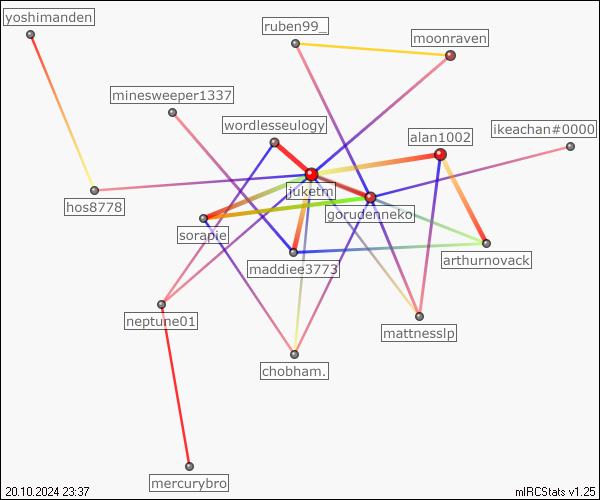 yoshimanden
ruben99_
moonraven
minesweeper1337
wordlesseulogy
alan1002
ikeachan#0000
juketm
hos8778
gorudenneko
sorapie
maddiee3773
arthurnovack
neptune01
mattnesslp
chobham.
mercurybro
20.10.2024 23:37
mIRCStats v1.25